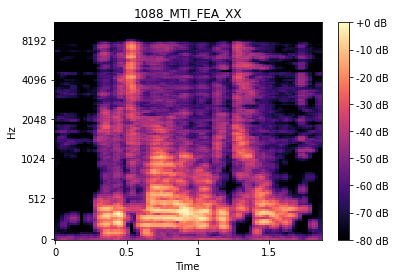 1088_MTI_FEA_XX
+0 dB
8192
-10 dB
4096
-20 dB
-30 dB
2048
Hz
-40 dB
1024
-50 dB
512
-60 dB
-70 dB
0
-80 dB
0
0.5
1
1.5
Time